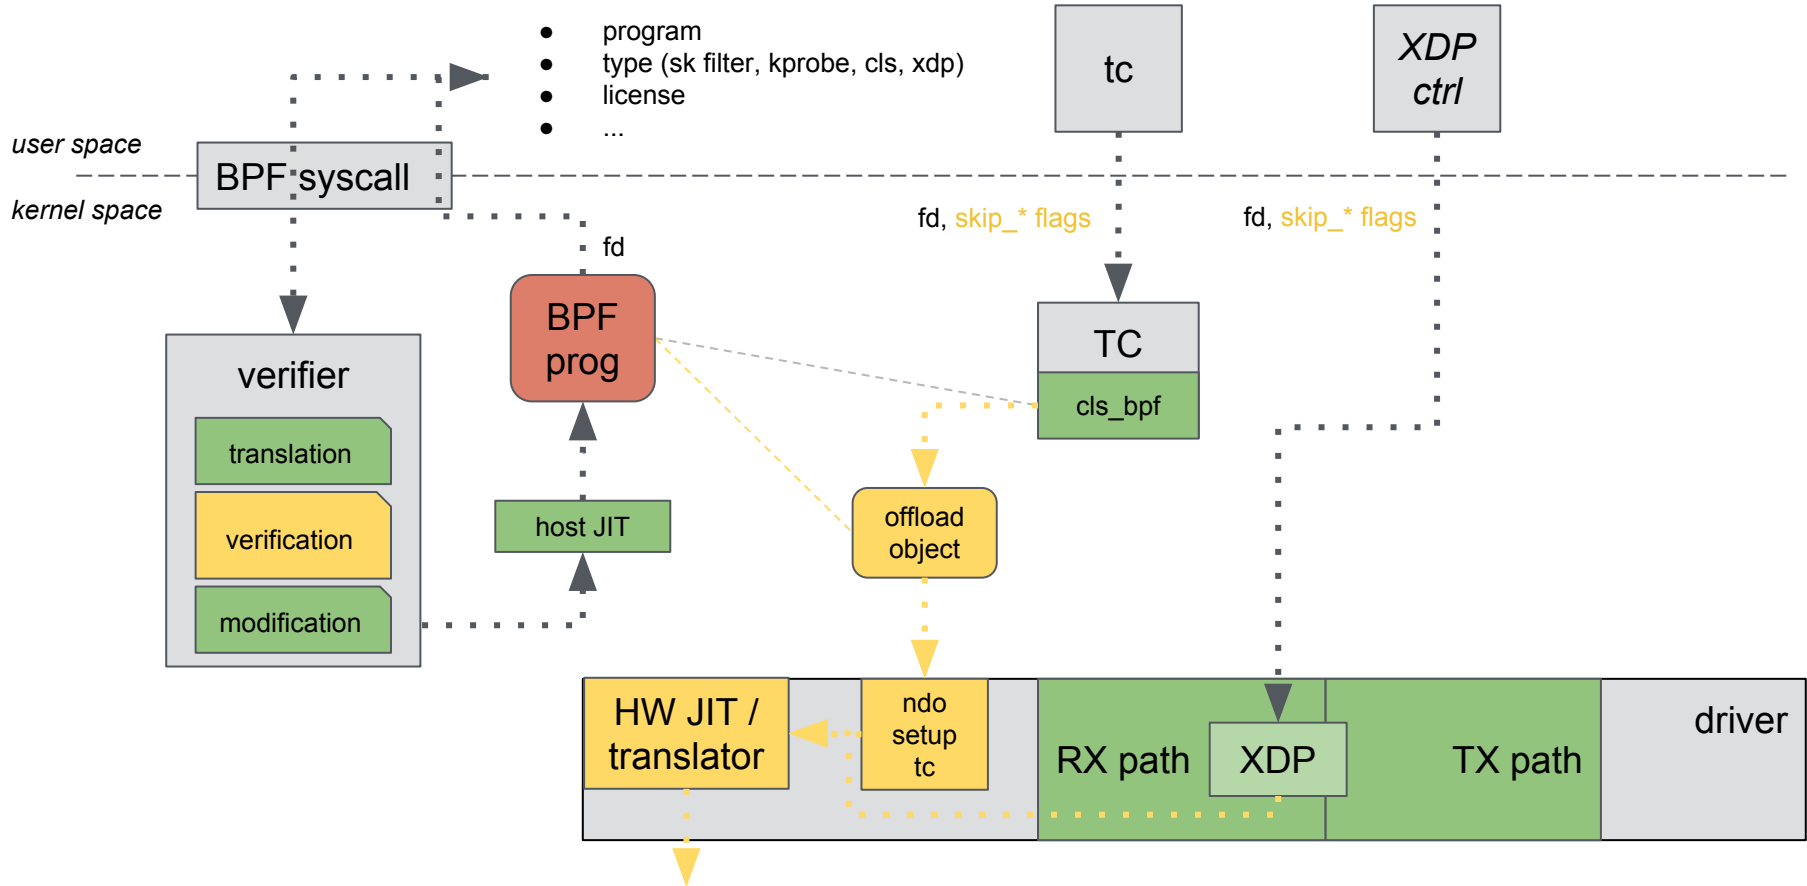 ● program
● type (sk filter, kprobe, cls, xdp)
● license
● ...
tc
XDP
ctrl
user space
BPF syscall
kernel space
fd, skip_* flags
fd, skip_* flags
fd
BPF
prog
TC
cls_bpf
verifier
translation
verification
modification
host JIT
offload
object
HW JIT /
translator
ndo
setup
tc
RX path
XDP
TX path
driver